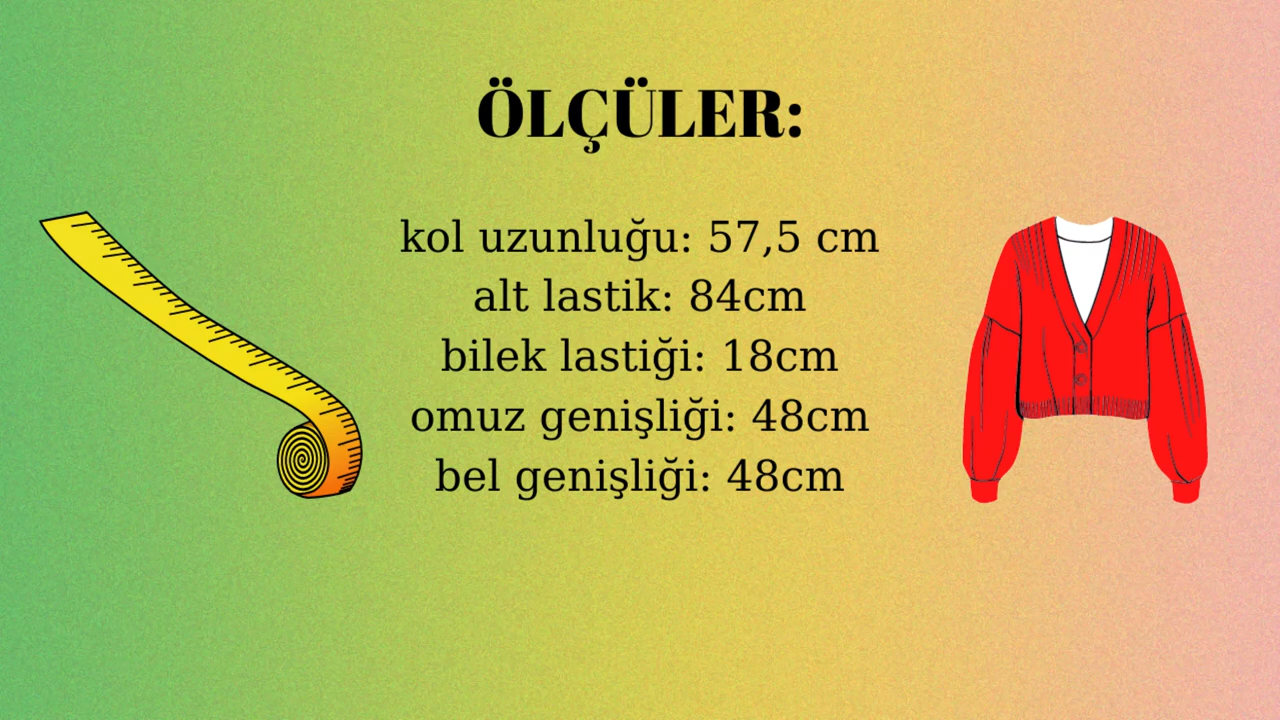 ÖLÇÜLER:
kol uzunluğu: 57,5 cm
alt lastik: 84cm
bilek lastiği: 18cm
omuz genişliği: 48cm
bel genişliği: 48cm